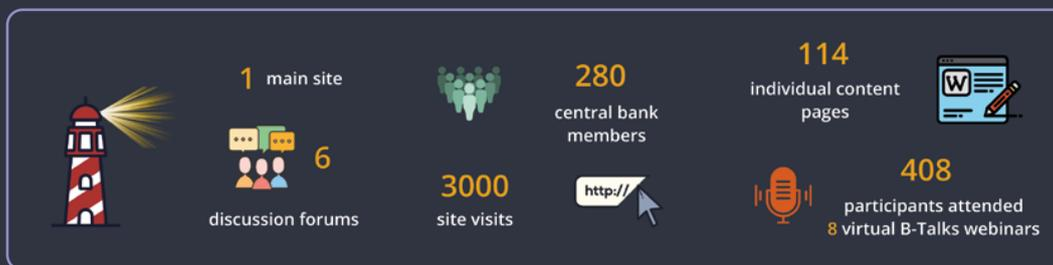 1 main site
6
discussion forums
280
central bank
members
3000
site visits
http://
114
individual content
pages
W
408
participants attended
8 virtual B-Talks webinars